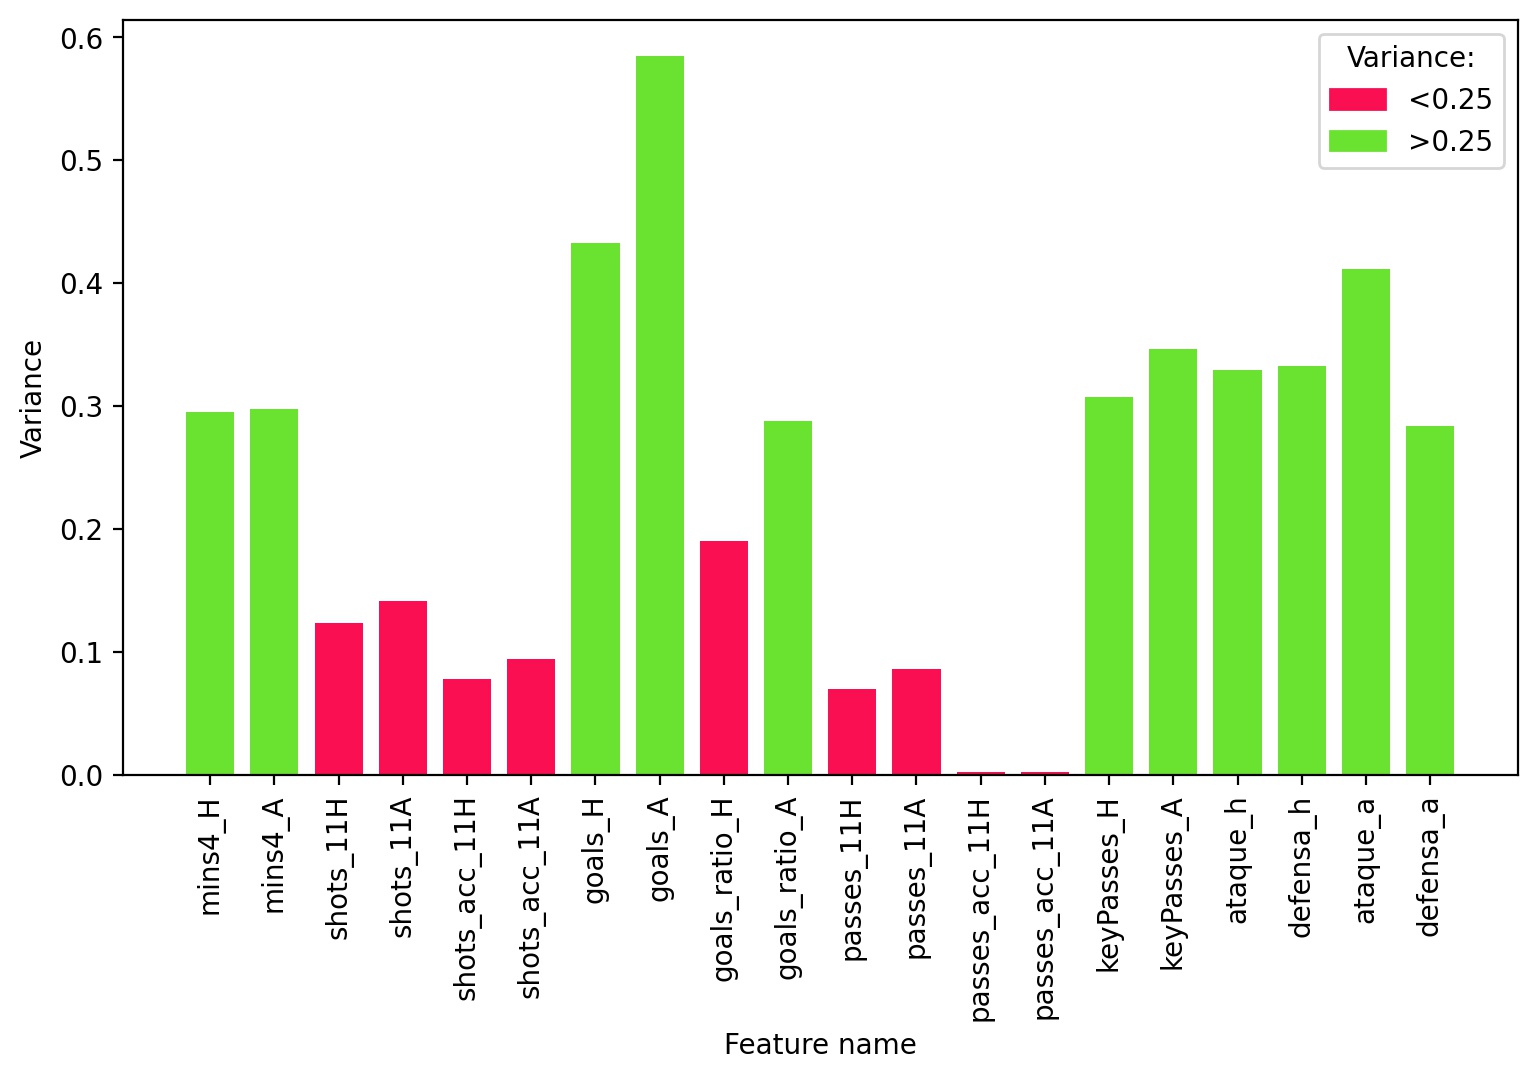 0.6
0.5
0.4
0.3
0.2
0.1
0.0
Variance
Variance:
<0.25
>0.25
mins4_H
mins4_A
shots_11H
shots_11A
shots_acc_11H
shots_acc_11A
goals_H
goals_A
goals_ratio_H
goals_ratio_A
passes_11H
passes_11A
passes_acc_11H
passes_acc_11A
keyPasses_H
keyPasses_A
ataque_h
defensa_h
ataque_a
defensa_a
Feature name